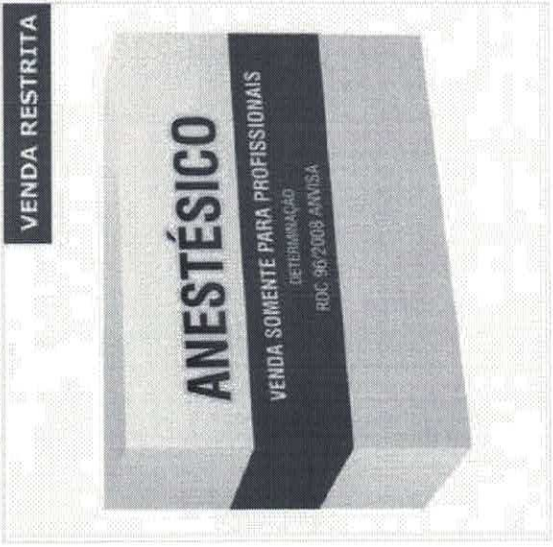 VENDA RESTRITA
ANESTÉSICO
VENDA SOMENTE PARA PROFISSIONAIS
DETERMINAÇÃO
RDC 96/2008 ANVISA